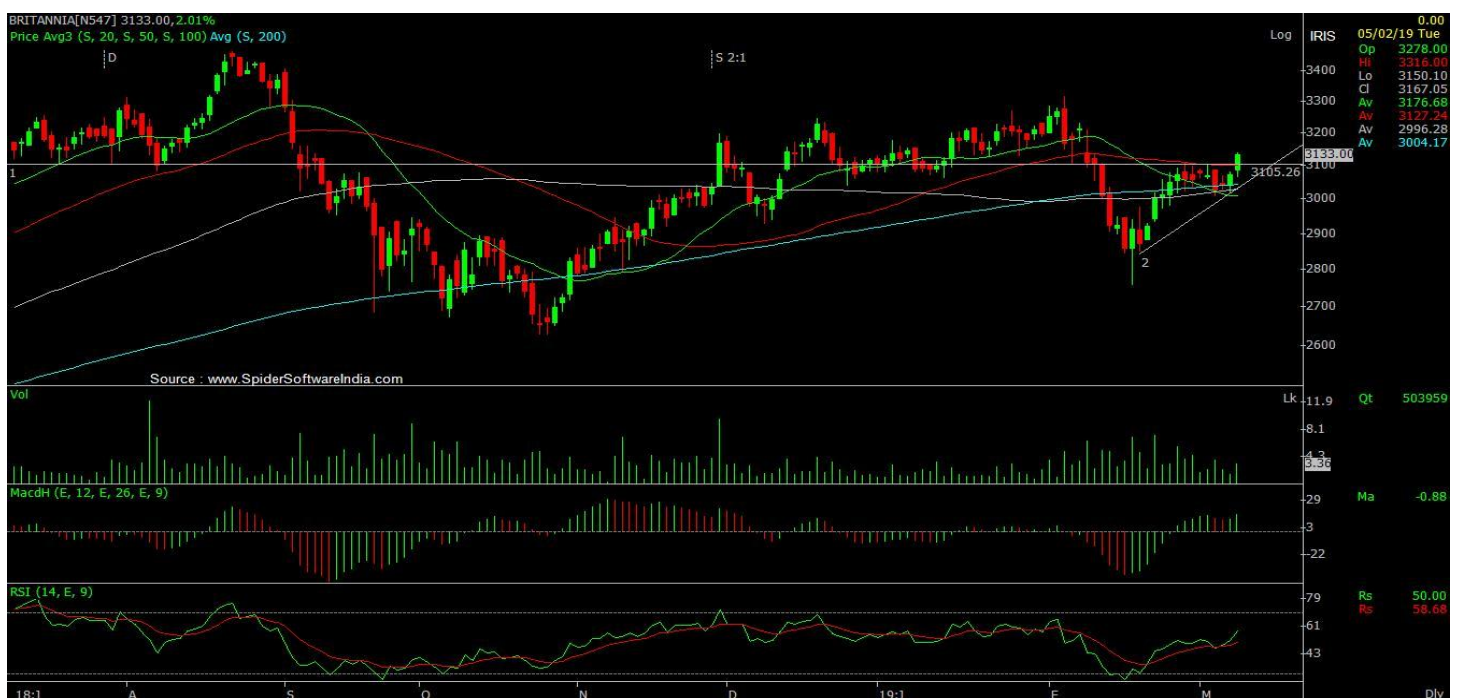 BRITANNIA[N547] 3133.00,2.01%
Price Avg3 (S, 20, S, 50, S, 100) Avg (S, 200)
D
S 2:1
Log
IRIS
0.00
05/02/19 Tue
Op 3278.00
Hi 3316.00
Lo 3150.10
Cl 3167.05
Av 3176.68
Av 3127.24
Av 2996.28
Av 3004.17
3400
3300
3200
3133.00
3100
3105.26
3000
2900
2800
2700
2600
1
2
Source : www.SpiderSoftwareIndia.com
Vol
Lk
11.9
8.1
4.3
3.36
Qt 503959
MacdH (E, 12, E, 26, E, 9)
29
3
-22
Ma -0.88
RSI (14, E, 9)
79
61
43
Rs 50.00
Rs 58.68
18:1 A S O N D 19:1 F M Dly